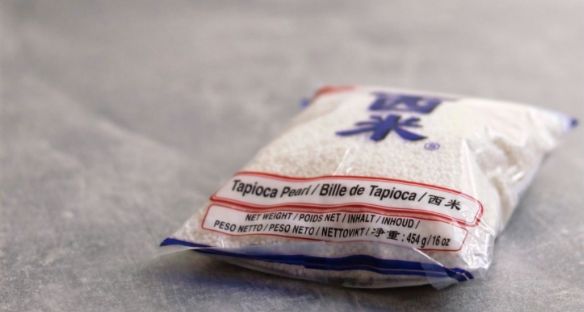 西米®
Tapioca Pearl / Bille de Tapioca / 西米
NET WEIGHT / POIDS NET / INHALT / INHOUD /
PESO NETTO / PESO NETO / NETTOVIKT / 净重 : 454 g / 16 oz